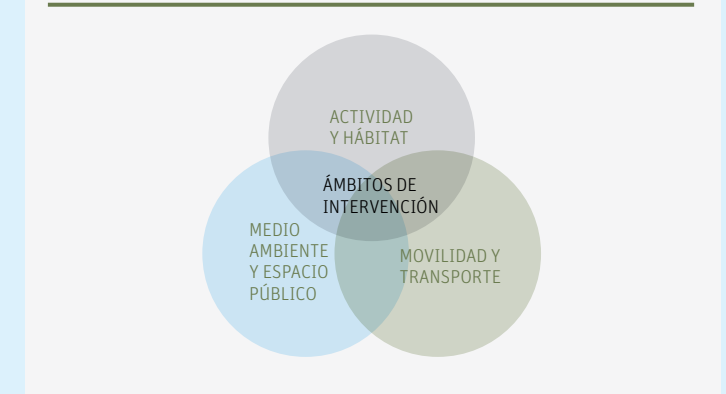 ACTIVIDAD
Y HÁBITAT
ÁMBITOS DE
INTERVENCIÓN
MEDIO
AMBIENTE
Y ESPACIO
PÚBLICO
MOVILIDAD Y
TRANSPORTE